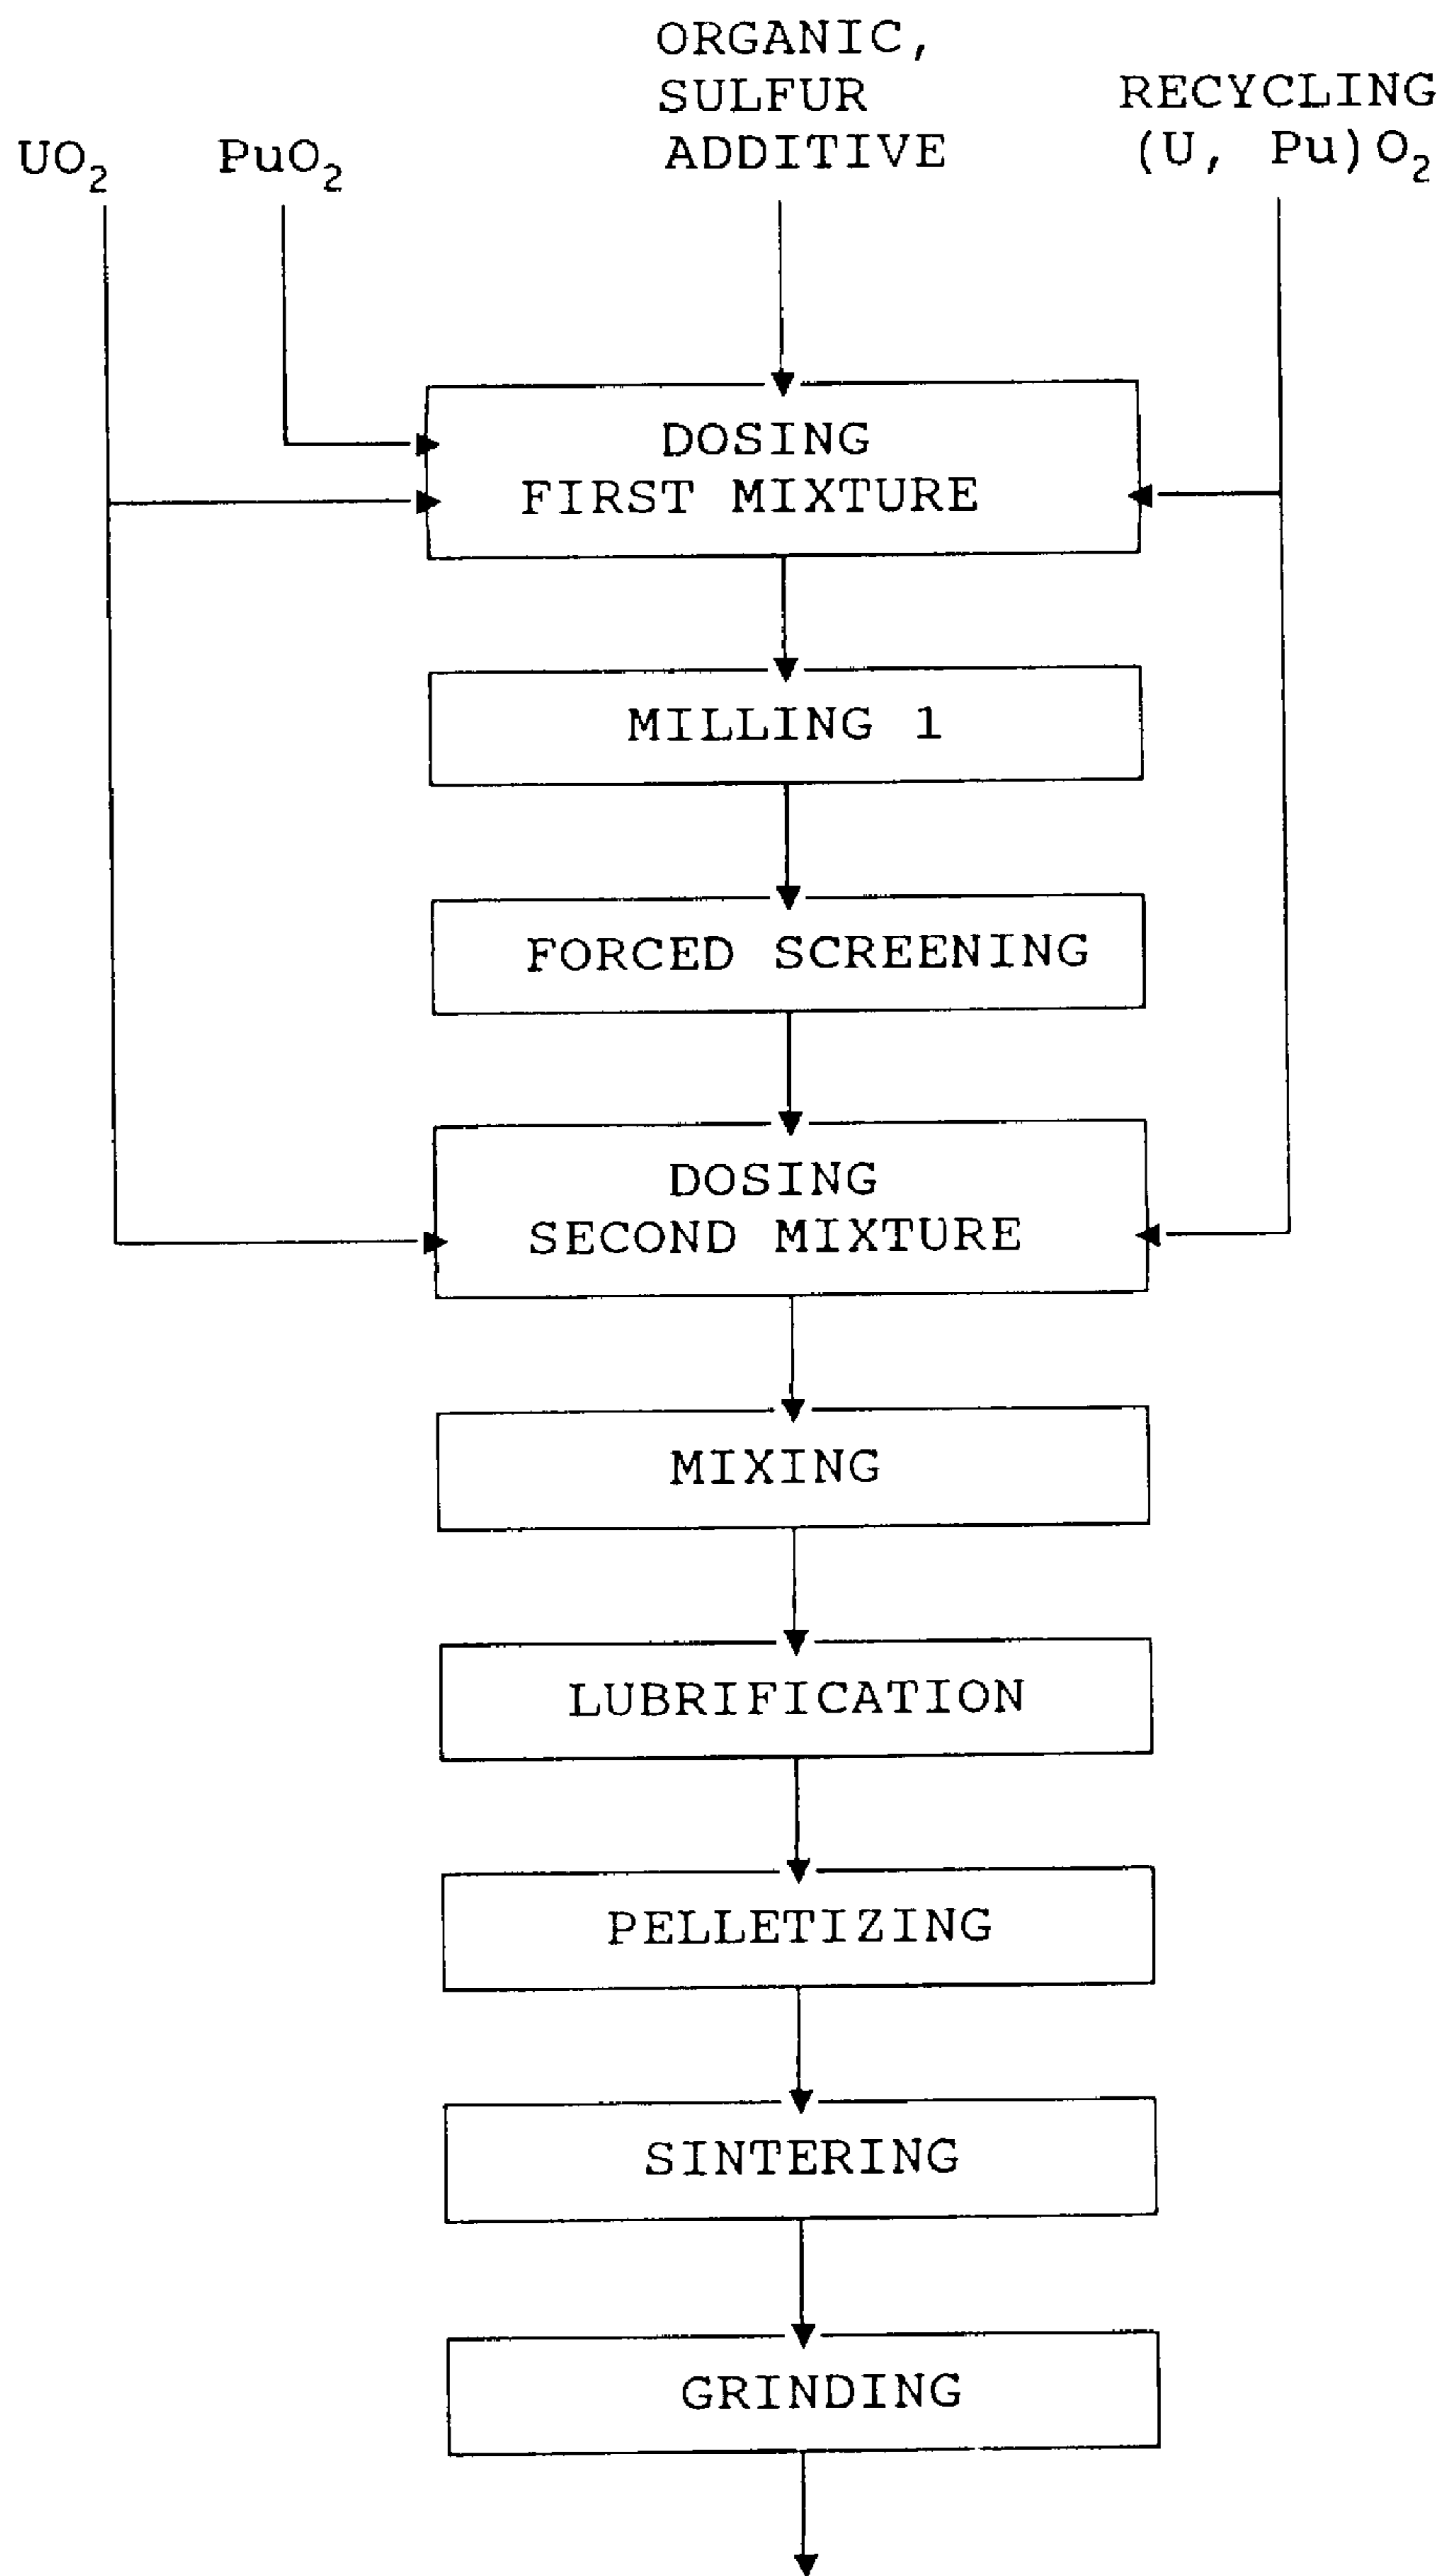 ORGANIC,
SULFUR
ADDITIVE
RECYCLING
(U, Pu)O₂
UO₂
PuO₂
DOSING
FIRST MIXTURE
MILLING 1
FORCED SCREENING
DOSING
SECOND MIXTURE
MIXING
LUBRIFICATION
PELLETIZING
SINTERING
GRINDING